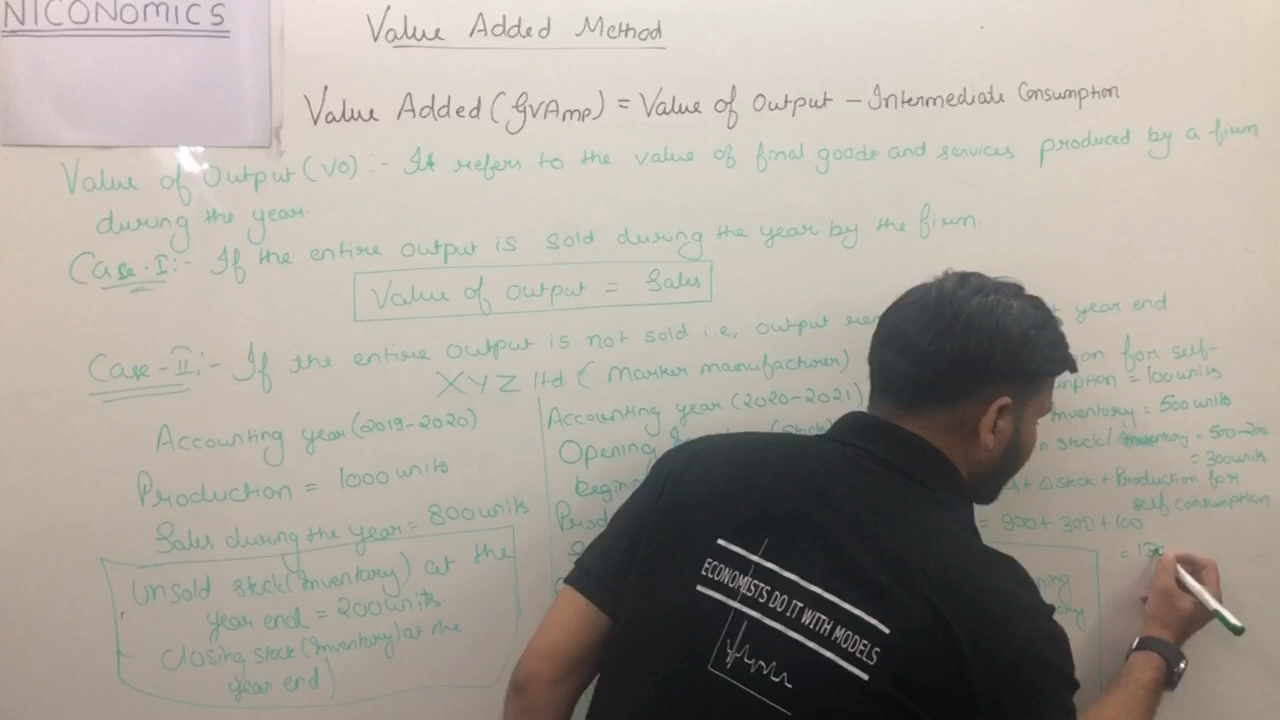 NICONOMICS
Value Added Method
Value Added (GVAMP) = Value of Output - Intermediate Consumption
Value of Output (VO) :- It refers to the value of final goods and services produced by a firm
during the year.
Case-I:- If the entire output is sold during the year by the firm.
Value of output = Sales
Case-II:- If the entire output is not sold i.e, output year end
XYZ ltd. (Marker manufacturer)
Accounting year (2019-2020)
Production = 1000 units
Sales during the year = 800 units
Unsold stock (Inventory) at the
year end = 200 units
closing stock (Inventory) at the
year end)
Accounting year (2020-2021)
Opening (Stock)
for self-
= 100 units
Inventory = 500 units
stock/ Inventory = 500-200
= 300 units
+ Δ stock + Production for
self consumption
= 900 + 300 + 100
ECONOMISTS DO IT WITH MODELS